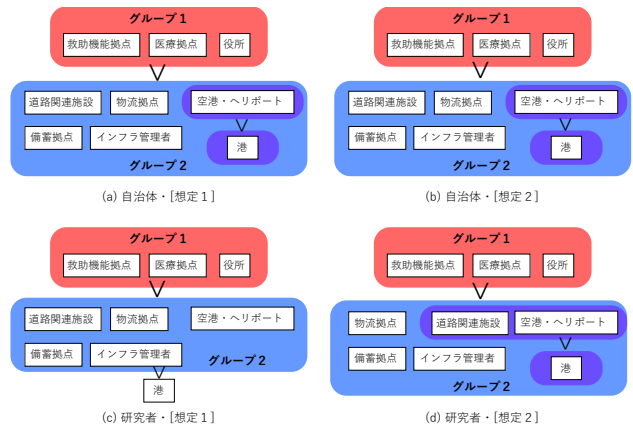 グループ1
救助機能拠点 医療拠点 役所
道路関連施設 物流拠点 空港・ヘリポート
備蓄拠点 インフラ管理者 港
グループ2
(a) 自治体・[想定1]
グループ1
救助機能拠点 医療拠点 役所
道路関連施設 物流拠点 空港・ヘリポート
備蓄拠点 インフラ管理者 港
グループ2
(b) 自治体・[想定2]
グループ1
救助機能拠点 医療拠点 役所
道路関連施設 物流拠点 空港・ヘリポート
備蓄拠点 インフラ管理者 グループ2
港
(c) 研究者・[想定1]
グループ1
救助機能拠点 医療拠点 役所
物流拠点 道路関連施設 空港・ヘリポート
備蓄拠点 インフラ管理者 港
グループ2
(d) 研究者・[想定2]